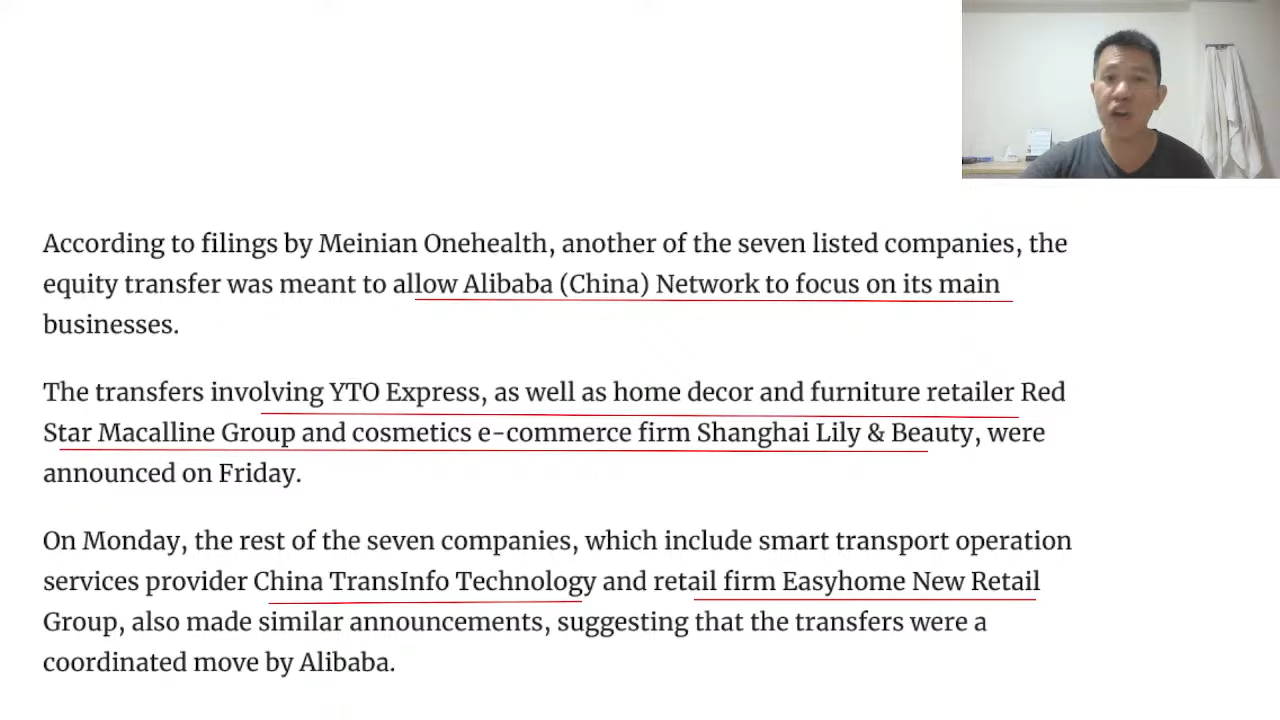 According to filings by Meinian Onehealth, another of the seven listed companies, the
equity transfer was meant to allow Alibaba (China) Network to focus on its main
businesses.
The transfers involving YTO Express, as well as home decor and furniture retailer Red
Star Macalline Group and cosmetics e-commerce firm Shanghai Lily & Beauty, were
announced on Friday.
On Monday, the rest of the seven companies, which include smart transport operation
services provider China TransInfo Technology and retail firm Easyhome New Retail
Group, also made similar announcements, suggesting that the transfers were a
coordinated move by Alibaba.